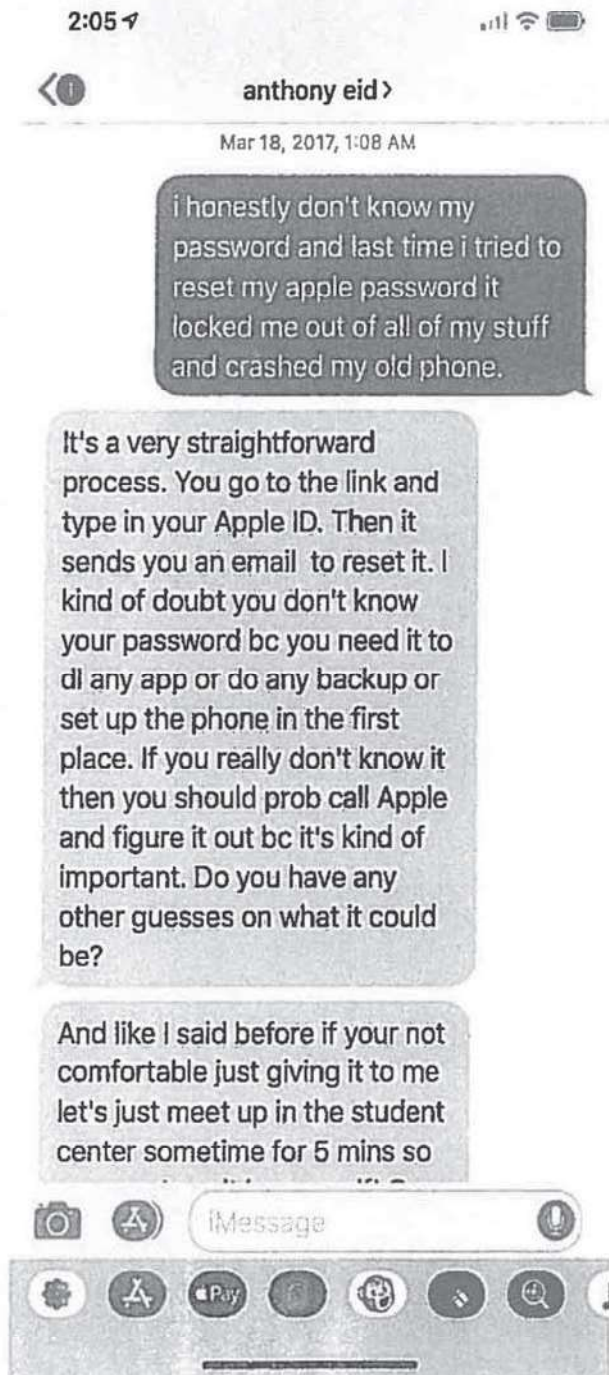 2:05
anthony eid >
Mar 18, 2017, 1:08 AM
i honestly don't know my
password and last time i tried to
reset my apple password it
locked me out of all of my stuff
and crashed my old phone.
It's a very straightforward
process. You go to the link and
type in your Apple ID. Then it
sends you an email to reset it. I
kind of doubt you don't know
your password bc you need it to
dl any app or do any backup or
set up the phone in the first
place. If you really don't know it
then you should prob call Apple
and figure it out bc it's kind of
important. Do you have any
other guesses on what it could
be?
And like I said before if your not
comfortable just giving it to me
let's just meet up in the student
center sometime for 5 mins so
iMessage
Pay